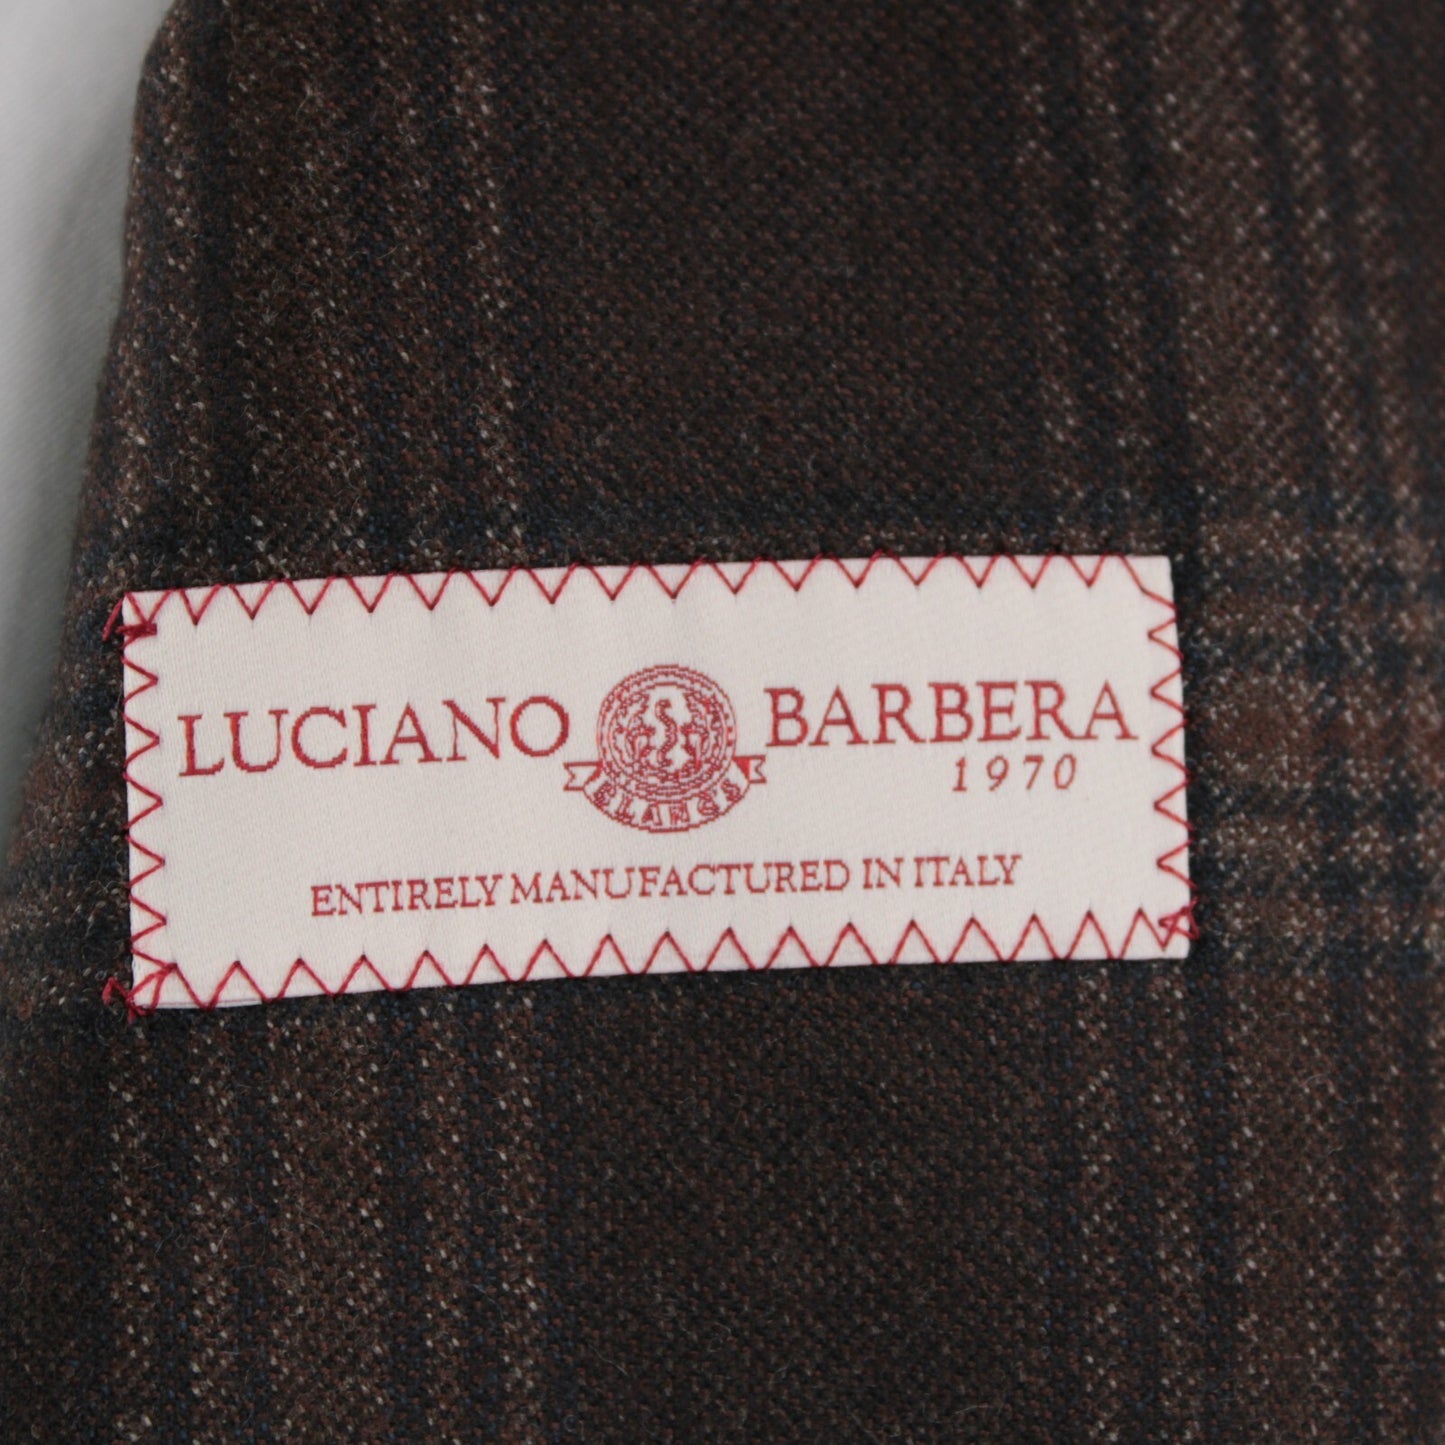 LUCIANO BARBERA
1970
ENTIRELY MANUFACTURED IN ITALY